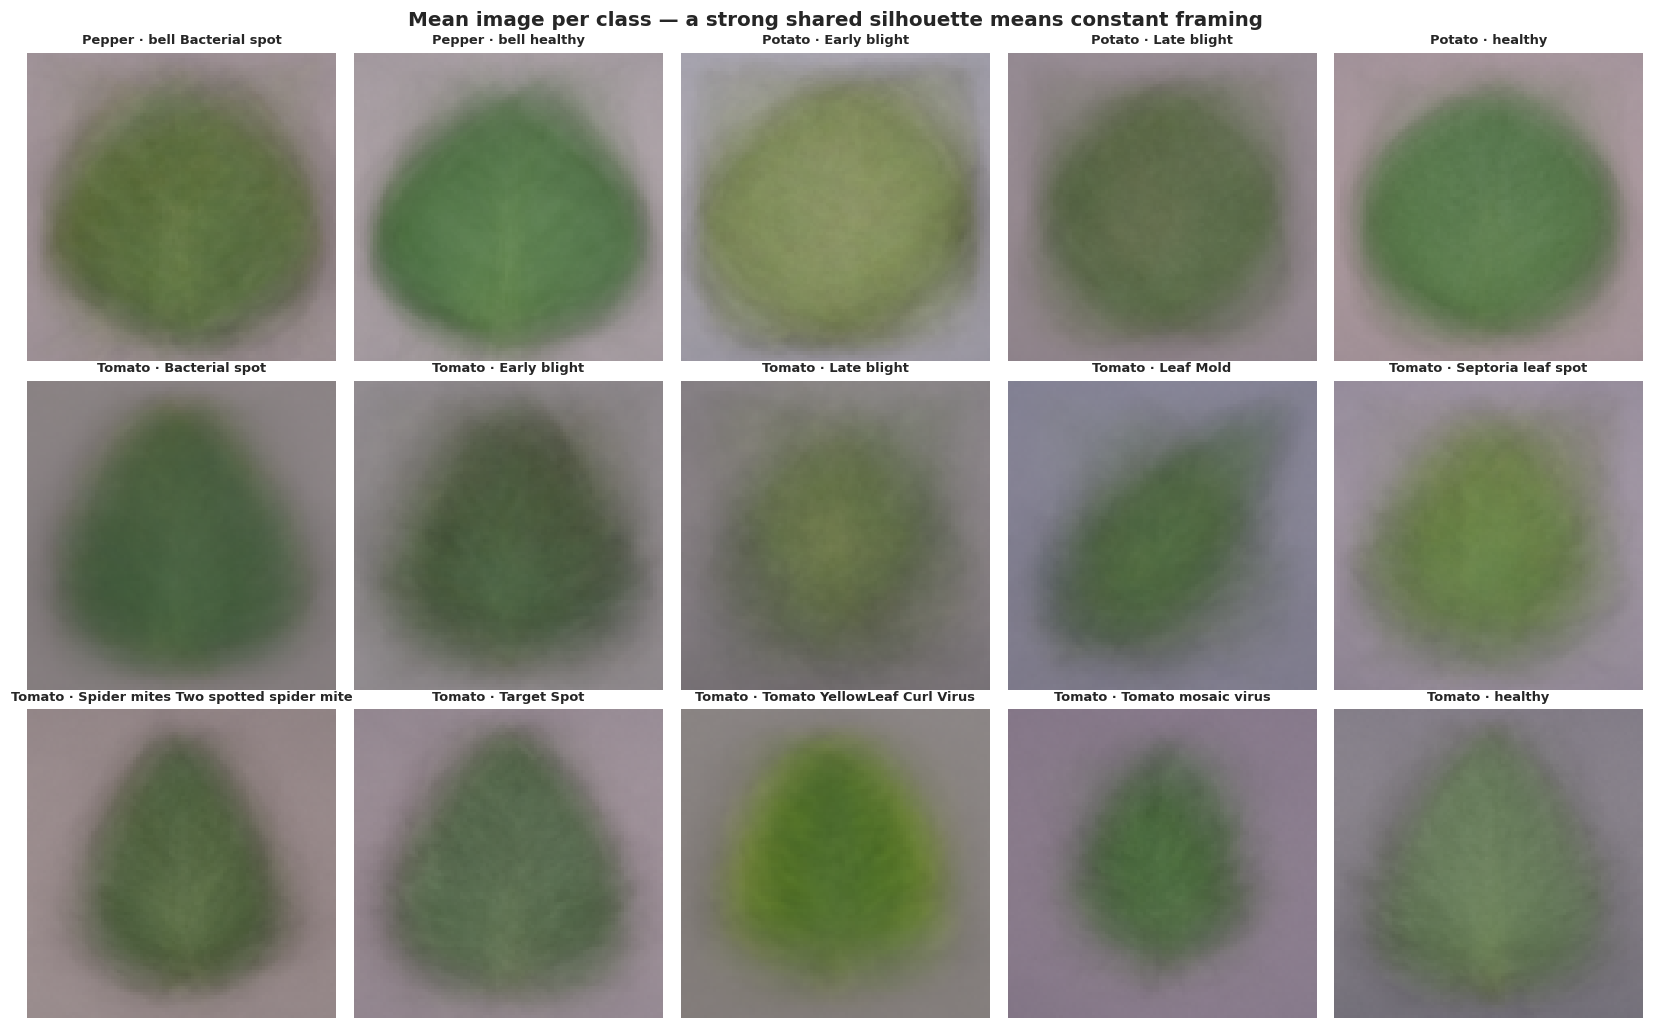 Mean image per class — a strong shared silhouette means constant framing
Pepper · bell Bacterial spot
Pepper · bell healthy
Potato · Early blight
Potato · Late blight
Potato · healthy
Tomato · Bacterial spot
Tomato · Early blight
Tomato · Late blight
Tomato · Leaf Mold
Tomato · Septoria leaf spot
Tomato · Spider mites Two spotted spider mite
Tomato · Target Spot
Tomato · Tomato YellowLeaf Curl Virus
Tomato · Tomato mosaic virus
Tomato · healthy